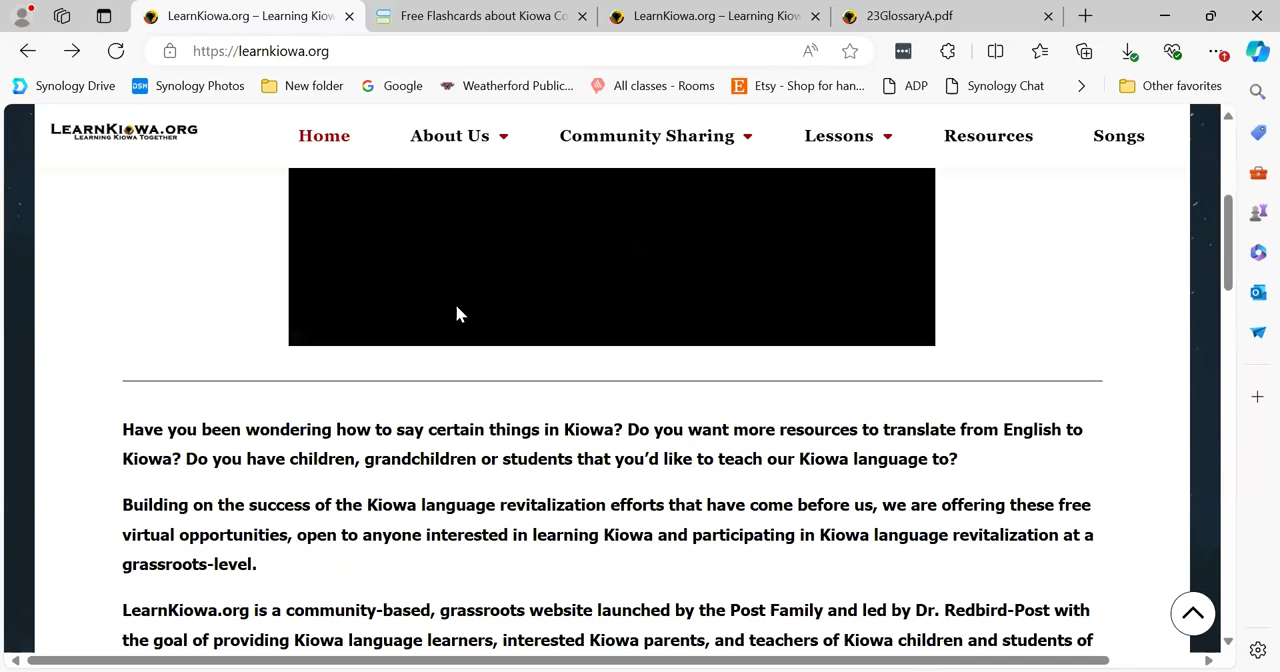 LearnKiowa.org – Learning Kiow
Free Flashcards about Kiowa Co
LearnKiowa.org – Learning Kiow
23GlossaryA.pdf
https://learnkiowa.org
Synology Drive
Synology Photos
New folder
Google
Weatherford Public...
All classes - Rooms
Etsy - Shop for han...
ADP
Synology Chat
Other favorites
LEARNKIOWA.ORG
LEARNING KIOWA TOGETHER
Home
About Us
Community Sharing
Lessons
Resources
Songs
Have you been wondering how to say certain things in Kiowa? Do you want more resources to translate from English to
Kiowa? Do you have children, grandchildren or students that you’d like to teach our Kiowa language to?
Building on the success of the Kiowa language revitalization efforts that have come before us, we are offering these free
virtual opportunities, open to anyone interested in learning Kiowa and participating in Kiowa language revitalization at a
grassroots-level.
LearnKiowa.org is a community-based, grassroots website launched by the Post Family and led by Dr. Redbird-Post with
the goal of providing Kiowa language learners, interested Kiowa parents, and teachers of Kiowa children and students of